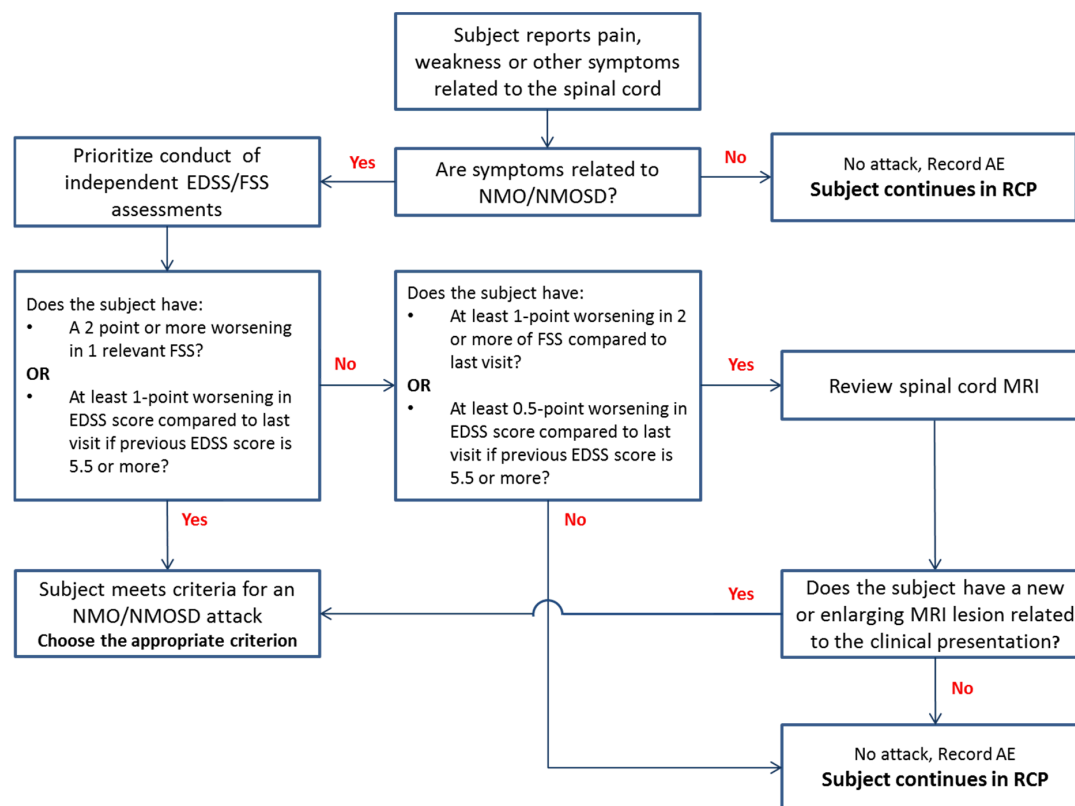 Subject reports pain,
weakness or other symptoms
related to the spinal cord
Prioritize conduct of
independent EDSS/FSS
assessments
Yes
Are symptoms related to
NMO/NMOSD?
No
No attack, Record AE
Subject continues in RCP
Does the subject have:
• A 2 point or more worsening
in 1 relevant FSS?
OR
• At least 1-point worsening in
EDSS score compared to last
visit if previous EDSS score is
5.5 or more?
No
Does the subject have:
• At least 1-point worsening in 2
or more of FSS compared to
last visit?
OR
• At least 0.5-point worsening in
EDSS score compared to last
visit if previous EDSS score is
5.5 or more?
Yes
Review spinal cord MRI
Yes
No
Subject meets criteria for an
NMO/NMOSD attack
Choose the appropriate criterion
Yes
Does the subject have a new
or enlarging MRI lesion related
to the clinical presentation?
No
No attack, Record AE
Subject continues in RCP